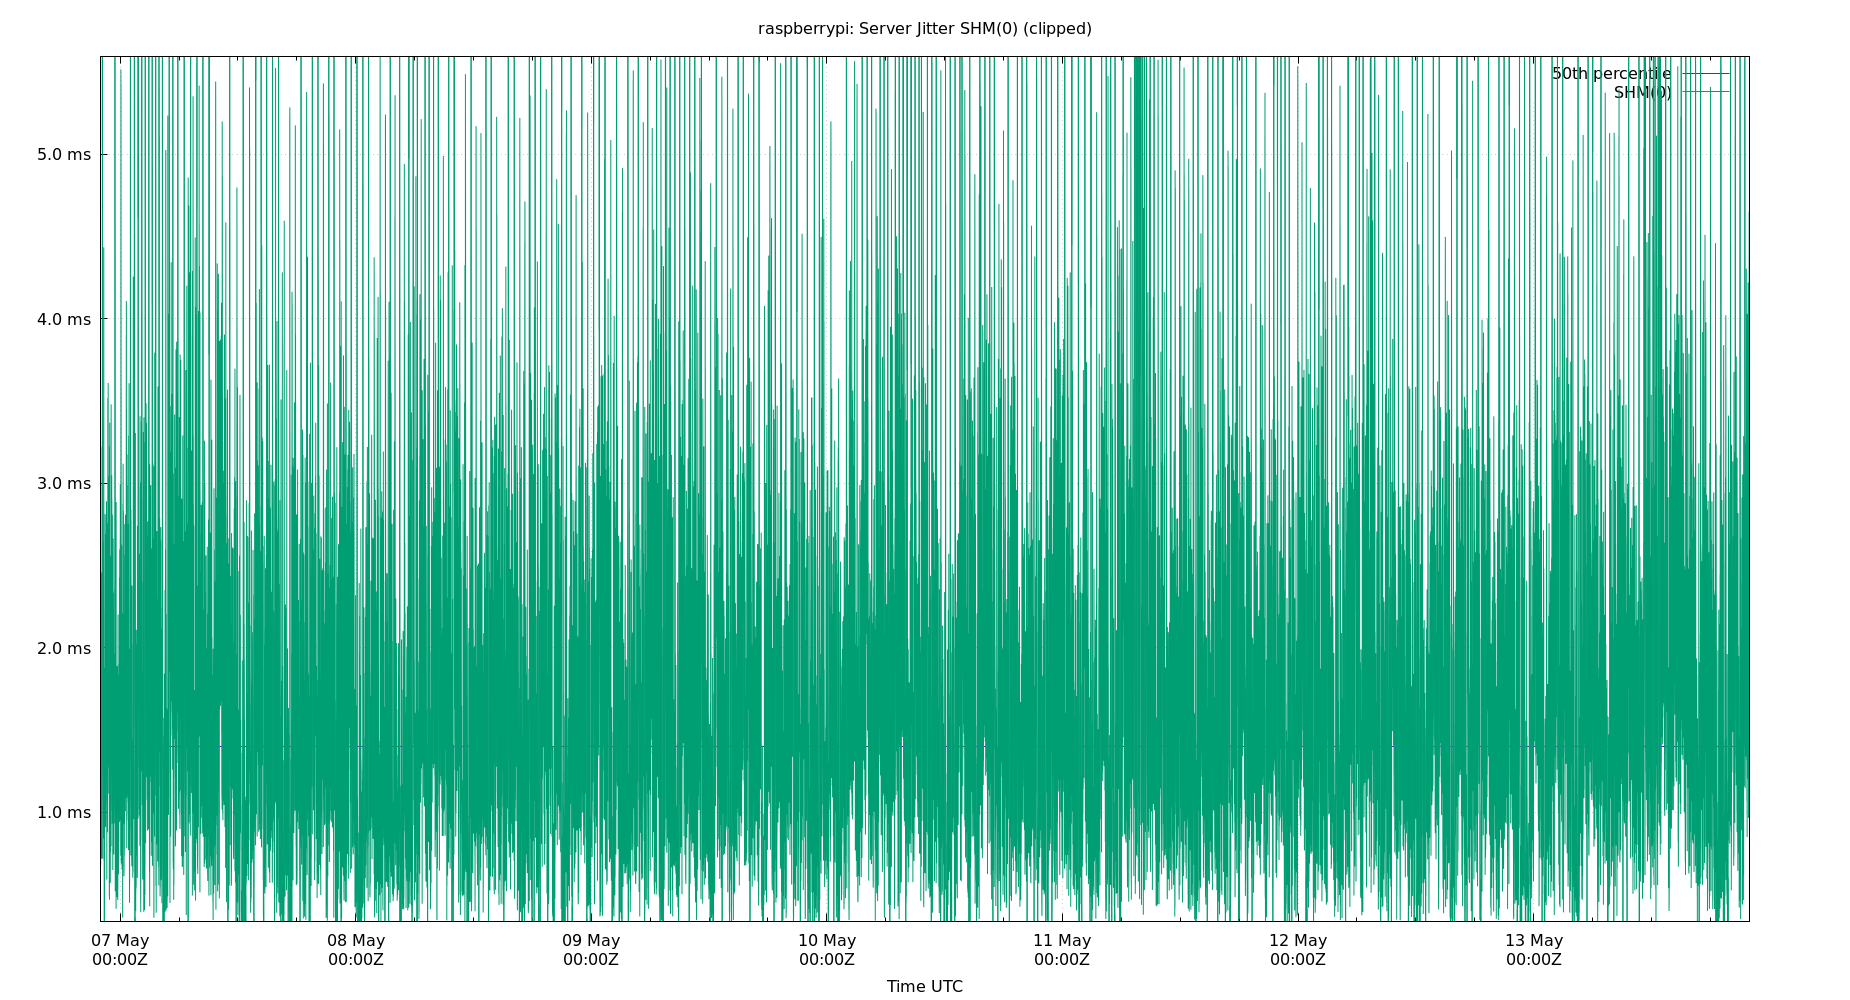 raspberrypi: Server Jitter SHM(0) (clipped)
50th percentile
SHM(0)
5.0 ms
4.0 ms
3.0 ms
2.0 ms
1.0 ms
07 May 08 May 09 May 10 May 11 May 12 May 13 May
00:00Z 00:00Z 00:00Z 00:00Z 00:00Z 00:00Z 00:00Z
Time UTC